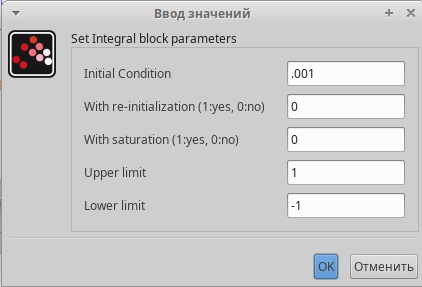 Ввод значений
Set Integral block parameters
Initial Condition .001
With re-initialization (1:yes, 0:no) 0
With saturation (1:yes, 0:no) 0
Upper limit 1
Lower limit -1
OK Отменить